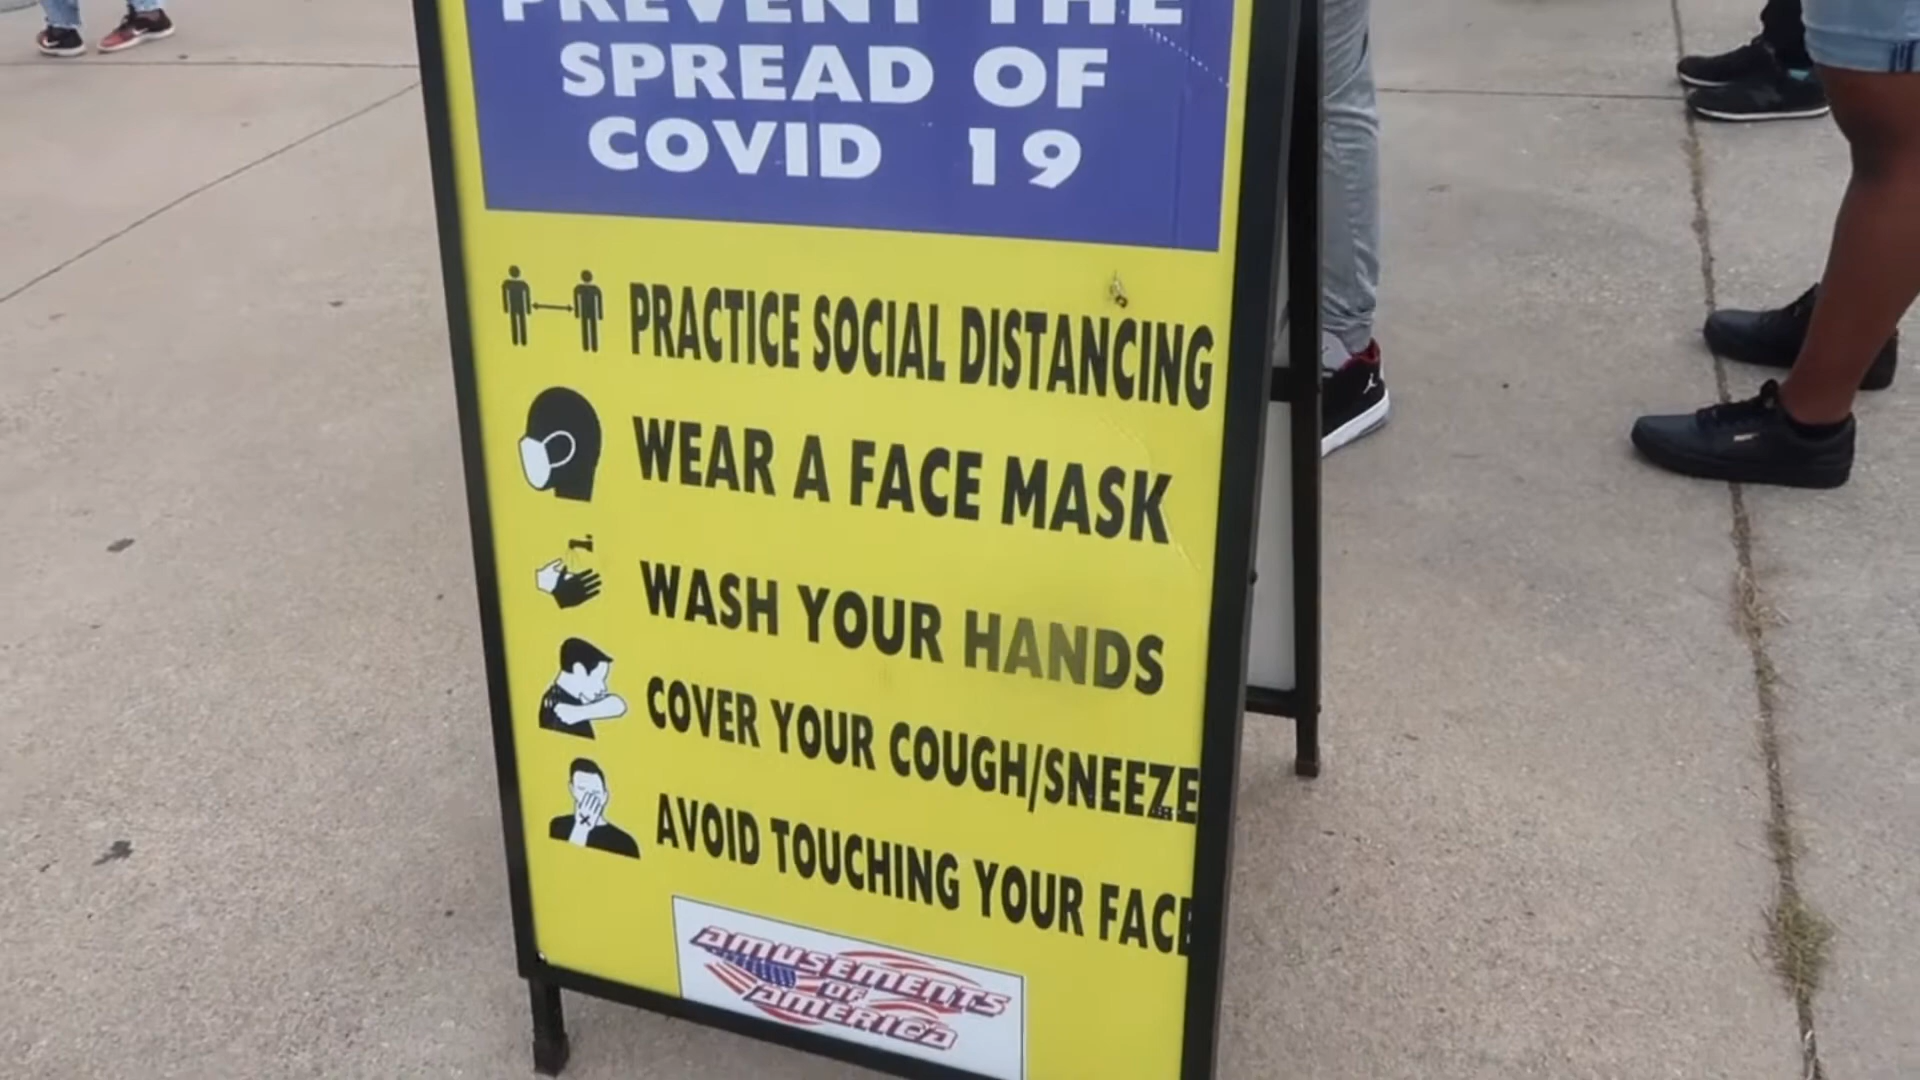 PREVENT THE
SPREAD OF
COVID 19
PRACTICE SOCIAL DISTANCING
WEAR A FACE MASK
WASH YOUR HANDS
COVER YOUR COUGH/SNEEZE
AVOID TOUCHING YOUR FACE
AMUSEMENTS
OF
AMERICA